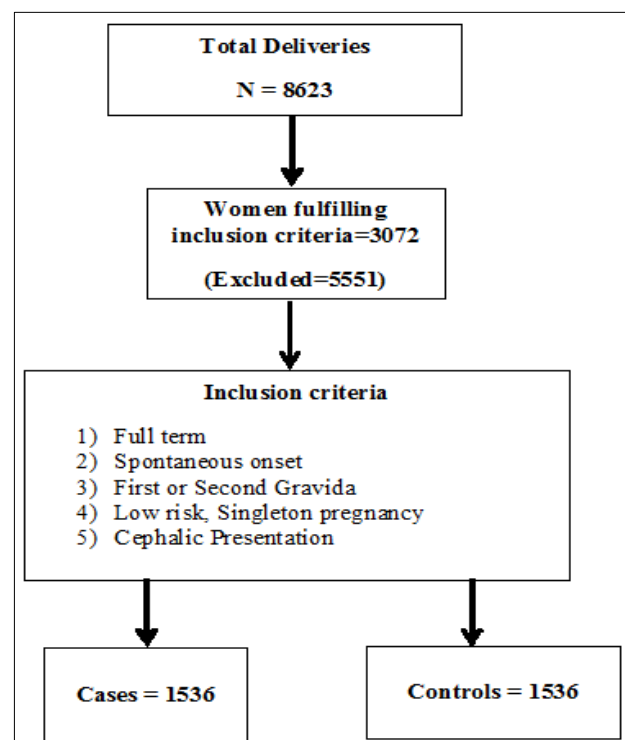 Total Deliveries
N = 8623
Women fulfilling
inclusion criteria=3072
(Excluded=5551)
Inclusion criteria
1) Full term
2) Spontaneous onset
3) First or Second Gravida
4) Low risk, Singleton pregnancy
5) Cephalic Presentation
Cases = 1536
Controls = 1536